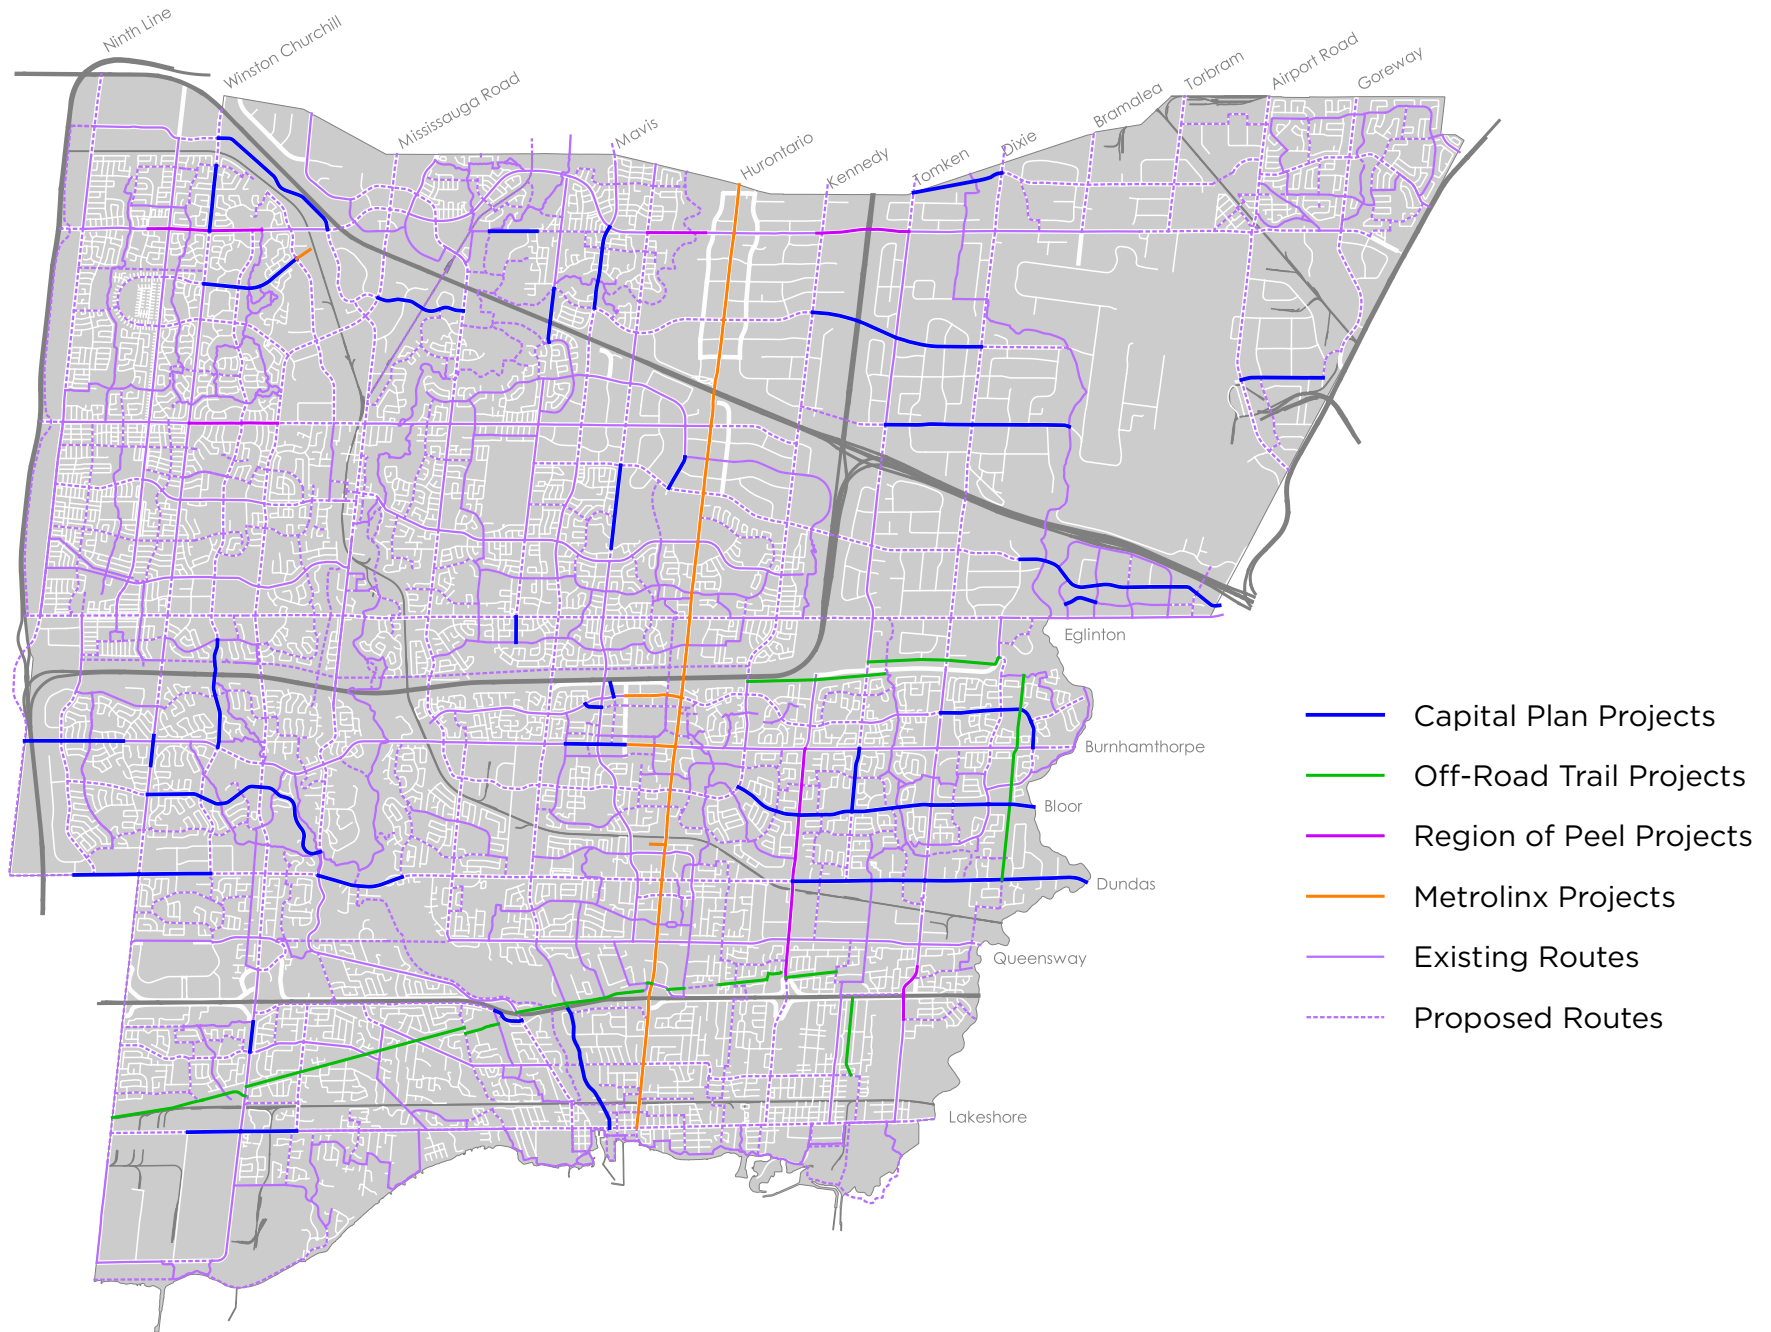 Ninth Line
Winston Churchill
Mississauga Road
Mavis
Hurontario
Kennedy
Tomken
Dixie
Bramalea
Torbram
Airport Road
Goreway
Eglinton
Burnhamthorpe
Bloor
Dundas
Queensway
Lakeshore
Capital Plan Projects
Off-Road Trail Projects
Region of Peel Projects
Metrolinx Projects
Existing Routes
Proposed Routes